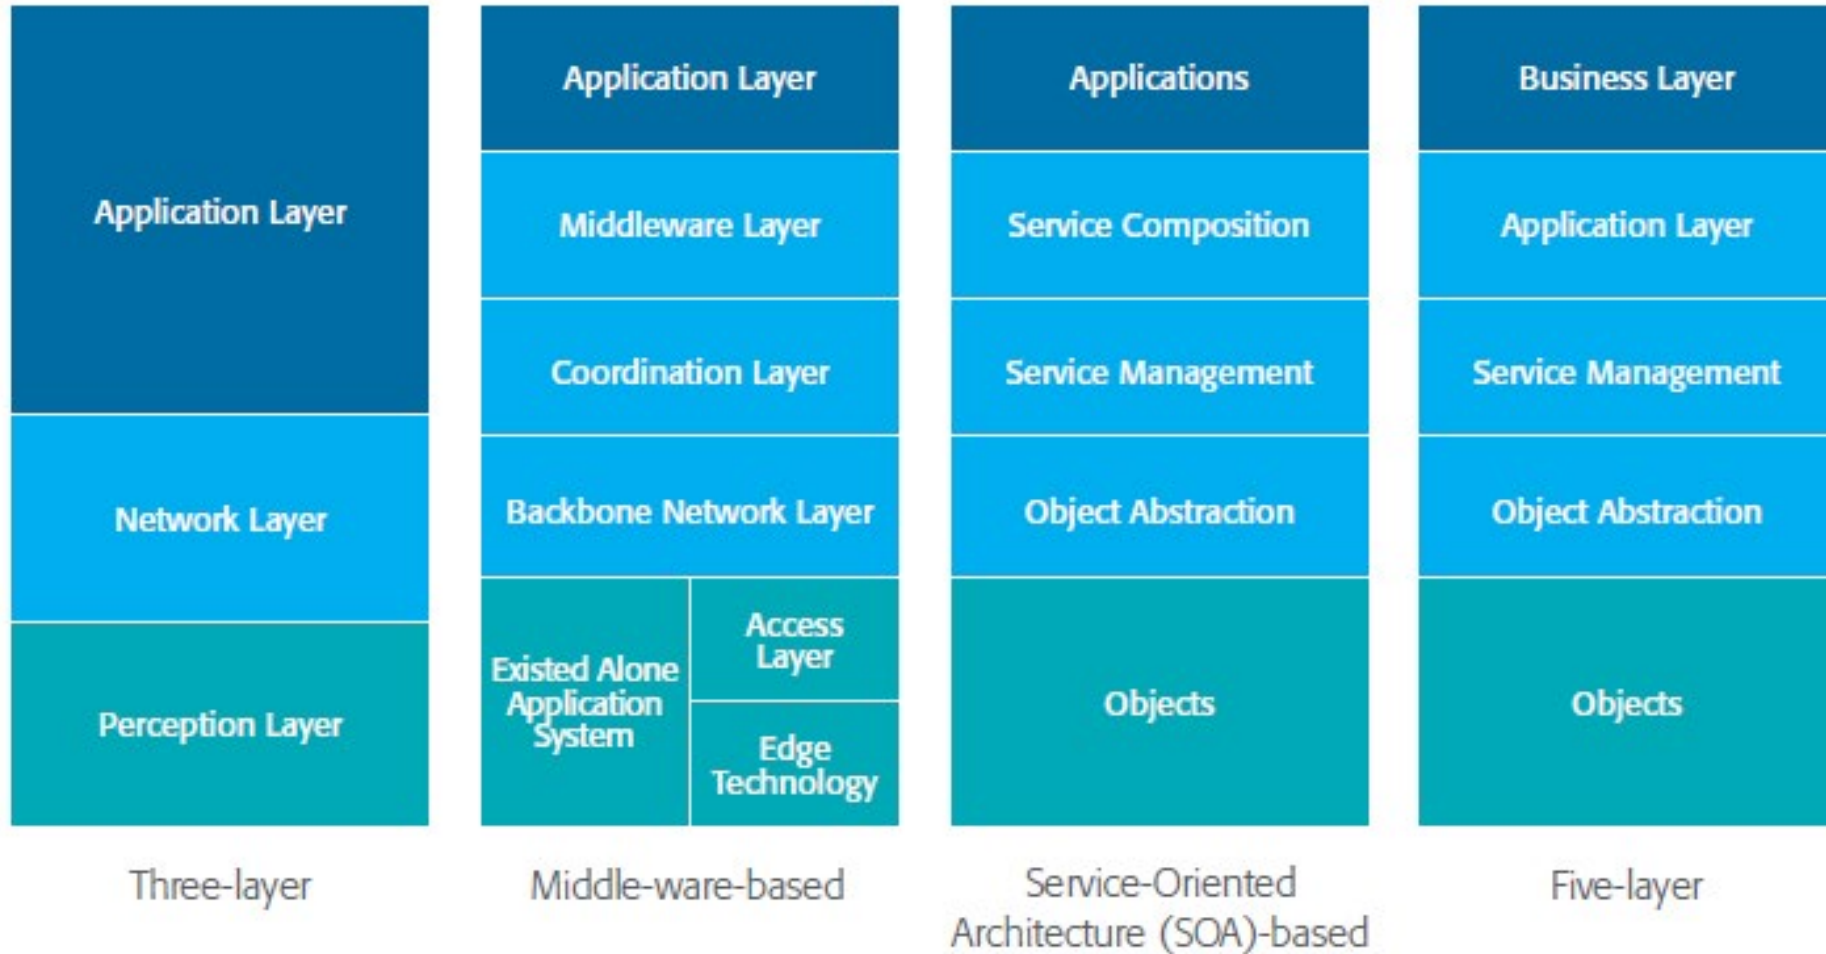 Application Layer
Network Layer
Perception Layer
Three-layer
Application Layer
Middleware Layer
Coordination Layer
Backbone Network Layer
Existed Alone
Application
System
Access
Layer
Edge
Technology
Middle-ware-based
Applications
Service Composition
Service Management
Object Abstraction
Objects
Service-Oriented
Architecture (SOA)-based
Business Layer
Application Layer
Service Management
Object Abstraction
Objects
Five-layer